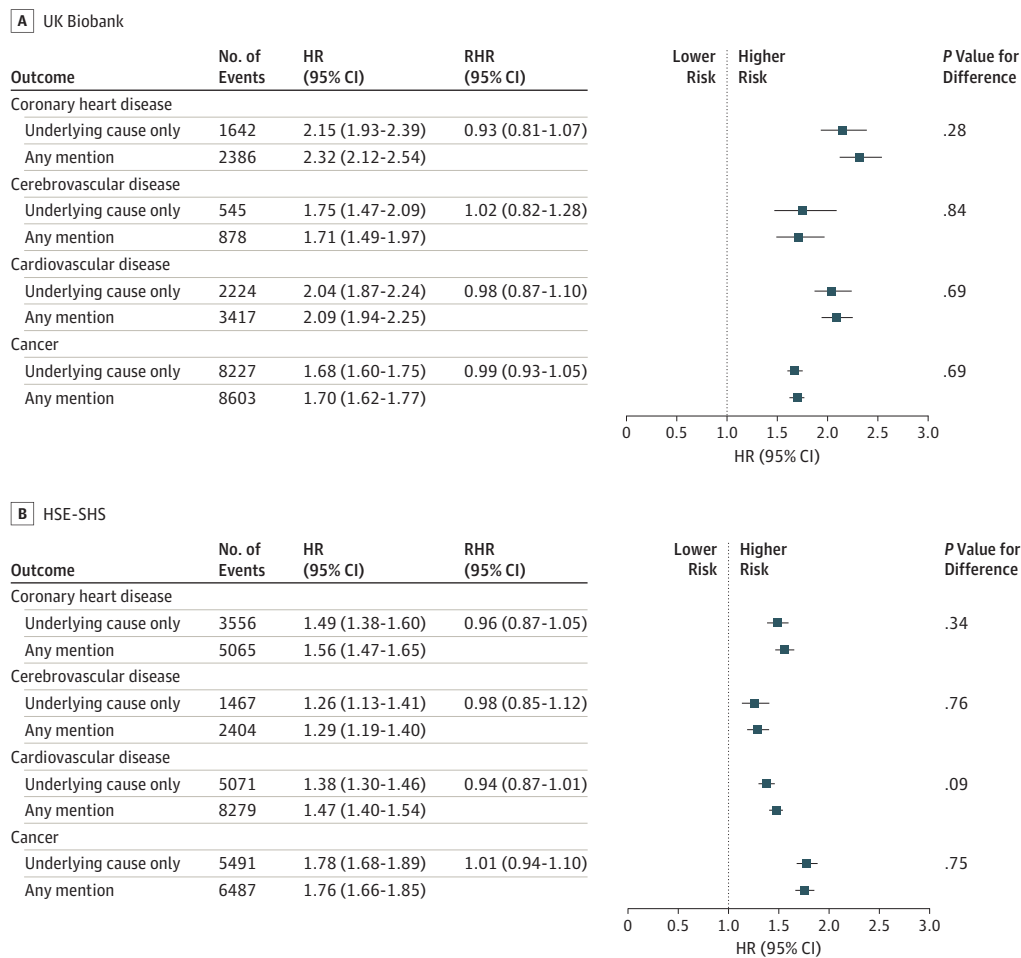 A UK Biobank
No. of HR RHR Lower Higher P Value for
Outcome Events (95% CI) (95% CI) Risk Risk Difference
Coronary heart disease
Underlying cause only 1642 2.15 (1.93-2.39) 0.93 (0.81-1.07) .28
Any mention 2386 2.32 (2.12-2.54)
Cerebrovascular disease
Underlying cause only 545 1.75 (1.47-2.09) 1.02 (0.82-1.28) .84
Any mention 878 1.71 (1.49-1.97)
Cardiovascular disease
Underlying cause only 2224 2.04 (1.87-2.24) 0.98 (0.87-1.10) .69
Any mention 3417 2.09 (1.94-2.25)
Cancer
Underlying cause only 8227 1.68 (1.60-1.75) 0.99 (0.93-1.05) .69
Any mention 8603 1.70 (1.62-1.77)
0 0.5 1.0 1.5 2.0 2.5 3.0
HR (95% CI)
B HSE-SHS
No. of HR RHR Lower Higher P Value for
Outcome Events (95% CI) (95% CI) Risk Risk Difference
Coronary heart disease
Underlying cause only 3556 1.49 (1.38-1.60) 0.96 (0.87-1.05) .34
Any mention 5065 1.56 (1.47-1.65)
Cerebrovascular disease
Underlying cause only 1467 1.26 (1.13-1.41) 0.98 (0.85-1.12) .76
Any mention 2404 1.29 (1.19-1.40)
Cardiovascular disease
Underlying cause only 5071 1.38 (1.30-1.46) 0.94 (0.87-1.01) .09
Any mention 8279 1.47 (1.40-1.54)
Cancer
Underlying cause only 5491 1.78 (1.68-1.89) 1.01 (0.94-1.10) .75
Any mention 6487 1.76 (1.66-1.85)
0 0.5 1.0 1.5 2.0 2.5 3.0
HR (95% CI)